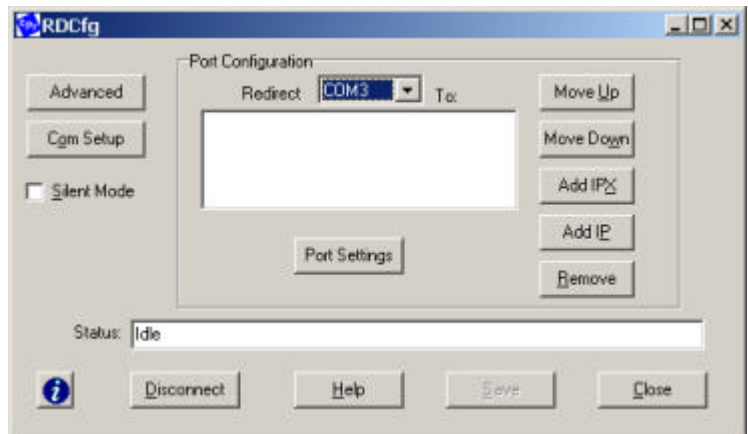 RDCfg
Port Configuration
Advanced
Redirect COM3 To:
Move Up
Com Setup
Move Down
Silent Mode
Add IPX
Add IP
Port Settings
Remove
Status: Idle
Disconnect
Help
Save
Close